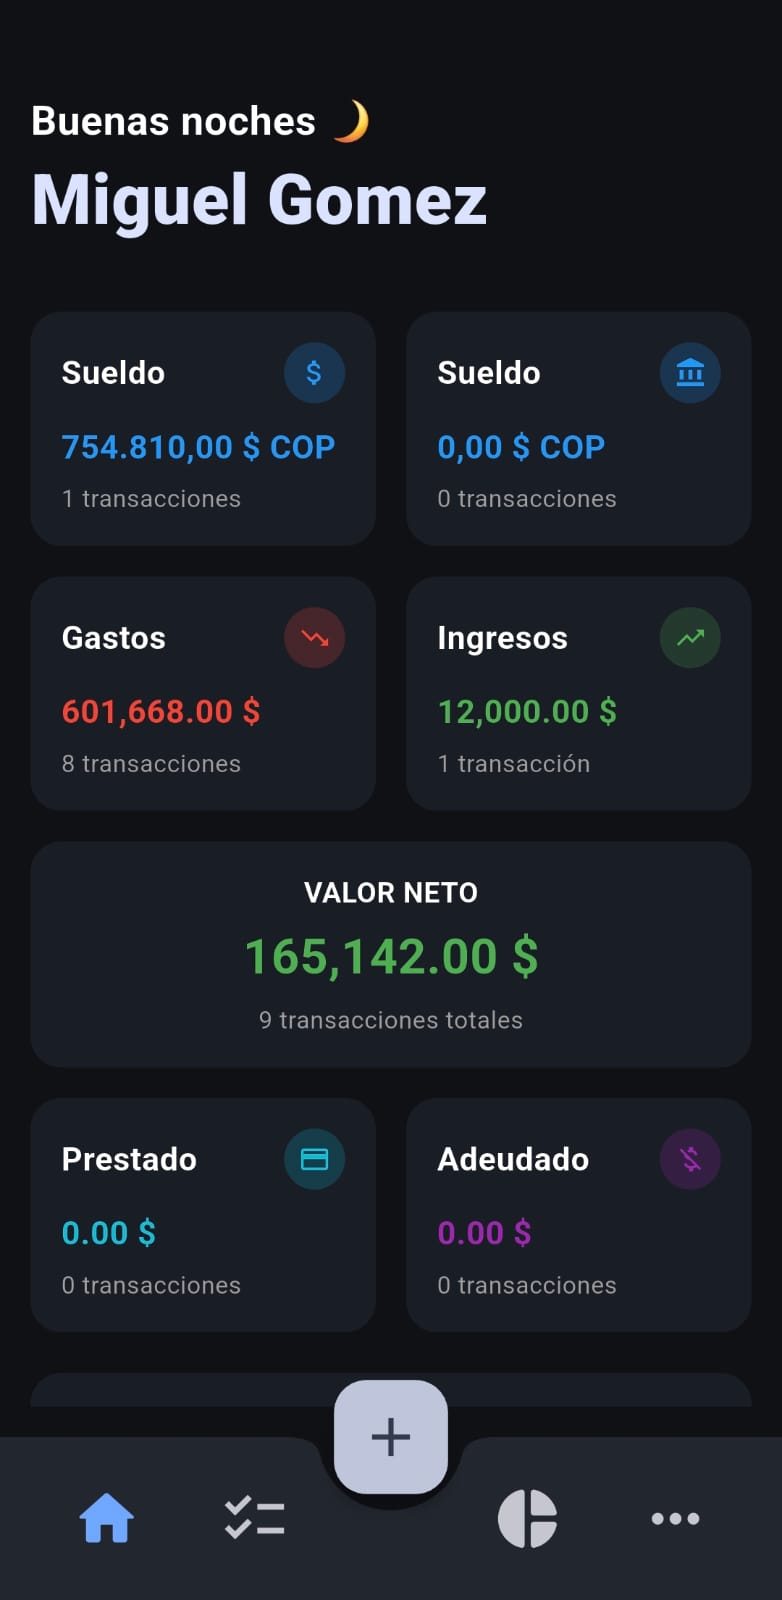 Buenas noches 🌙
Miguel Gomez
Sueldo
$
754.810,00 $ COP
1 transacciones
Sueldo
0,00 $ COP
0 transacciones
Gastos
601,668.00 $
8 transacciones
Ingresos
12,000.00 $
1 transacción
VALOR NETO
165,142.00 $
9 transacciones totales
Prestado
0.00 $
0 transacciones
Adeudado
0.00 $
0 transacciones